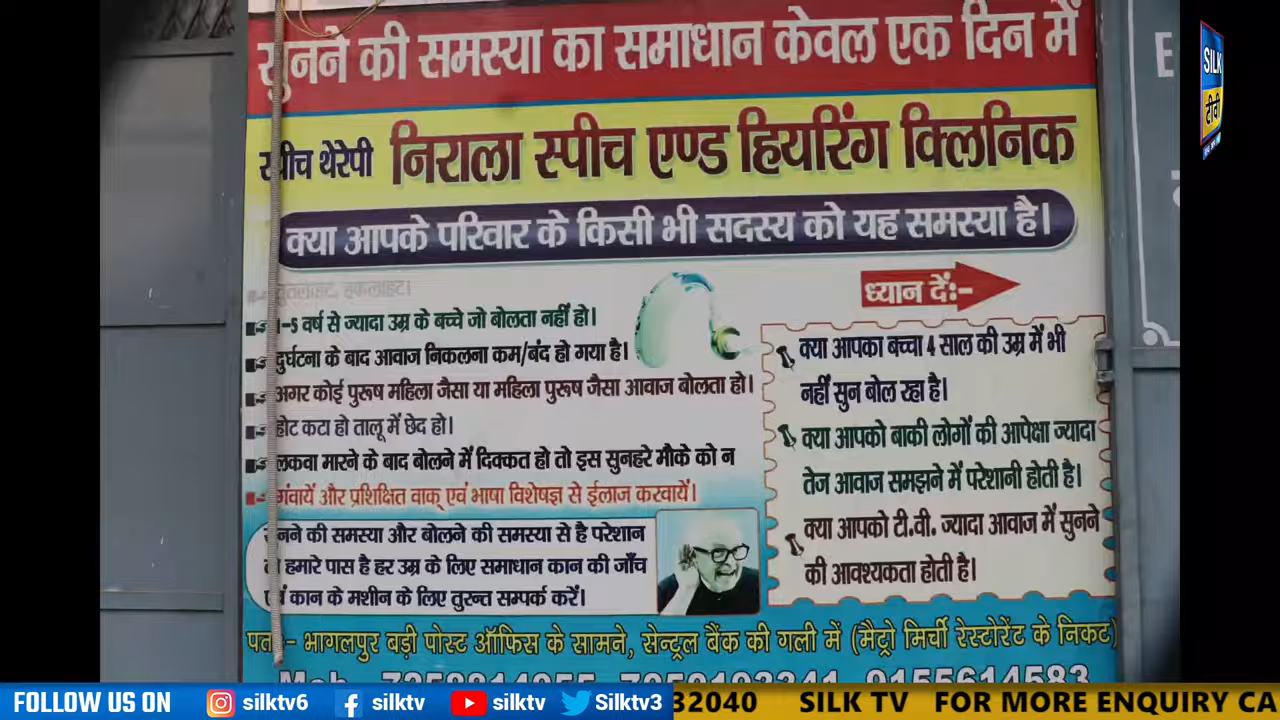 सुनने की समस्या का समाधान केवल एक दिन में
स्पीच थेरेपी निराला स्पीच एण्ड हियरिंग क्लिनिक
क्या आपके परिवार के किसी भी सदस्य को यह समस्या है।
1-5 वर्ष से ज्यादा उम्र के बच्चे जो बोलता नहीं हो।
दुर्घटना के बाद आवाज निकलना कम/बंद हो गया है।
अगर कोई पुरूष महिला जैसा या महिला पुरूष जैसा आवाज बोलता हो।
होट कटा हो तालू में छेद हो।
लकवा मारने के बाद बोलने में दिक्कत हो तो इस सुनहरे मौके को न
गंवायें और प्रशिक्षित वाक् एवं भाषा विशेषज्ञ से ईलाज करवायें।
सुनने की समस्या और बोलने की समस्या से है परेशान
तो हमारे पास है हर उम्र के लिए समाधान कान की जाँच
एवं कान के मशीन के लिए तुरन्त सम्पर्क करें।
ध्यान दें:-
क्या आपका बच्चा 4 साल की उम्र में भी
नहीं सुन बोल रहा है।
क्या आपको बाकी लोगों की आपेक्षा ज्यादा
तेज आवाज समझने में परेशानी होती है।
क्या आपको टी.वी. ज्यादा आवाज में सुनने
की आवश्यकता होती है।
पता:- भागलपुर बड़ी पोस्ट ऑफिस के सामने, सेन्ट्रल बैंक की गली में (मैट्रो मिर्ची रेस्टोरेंट के निकट)
Mob.
SILK
टीवी
FOLLOW US ON silktv6 silktv silktv Silktv3 32040 SILK TV FOR MORE ENQUIRY CA